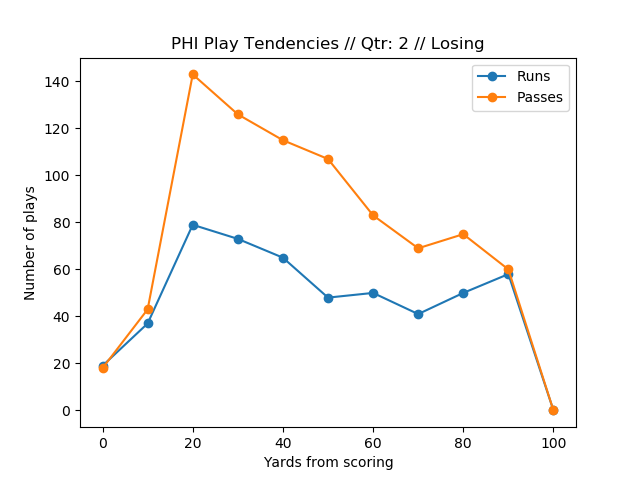 PHI Play Tendencies // Qtr: 2 // Losing
Runs
Passes
Number of plays
140
120
100
80
60
40
20
0
0 20 40 60 80 100
Yards from scoring